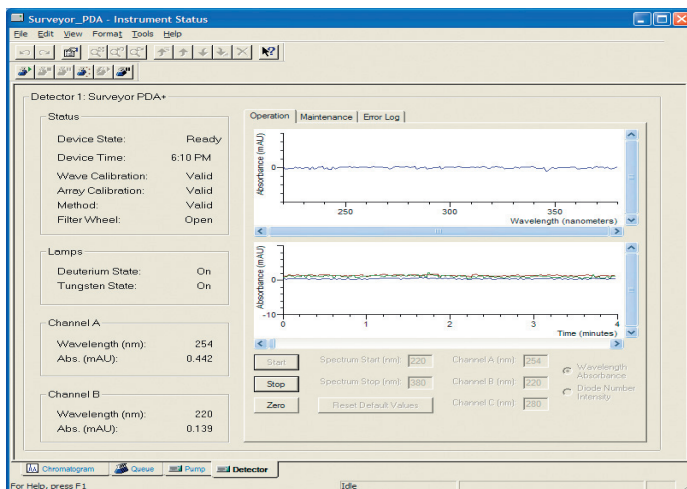 Surveyor_PDA - Instrument Status
File Edit View Format Tools Help
Detector 1: Surveyor PDA+
Status
Device State: Ready
Device Time: 6:10 PM
Wave Calibration: Valid
Array Calibration: Valid
Method: Valid
Filter Wheel: Open
Lamps
Deuterium State: On
Tungsten State: On
Channel A
Wavelength (nm): 254
Abs. (mAU): 0.442
Channel B
Wavelength (nm): 220
Abs. (mAU): 0.139
Operation Maintenance Error Log
Absorbance (mAU)
0
250 300 350
Wavelength (nanometers)
Absorbance (mAU)
0
-10
0 1 2 3 4
Time (minutes)
Start Spectrum Start (nm): 220 Channel A (nm) 254
Stop Spectrum Stop (nm): 380 Channel B (nm) 220
Zero Reset Default Values Channel C (nm) 280
Wavelength
Absorbance
Diode Number
Intensity
Chromatogram Queue Pump Detector
For Help, press F1 Idle